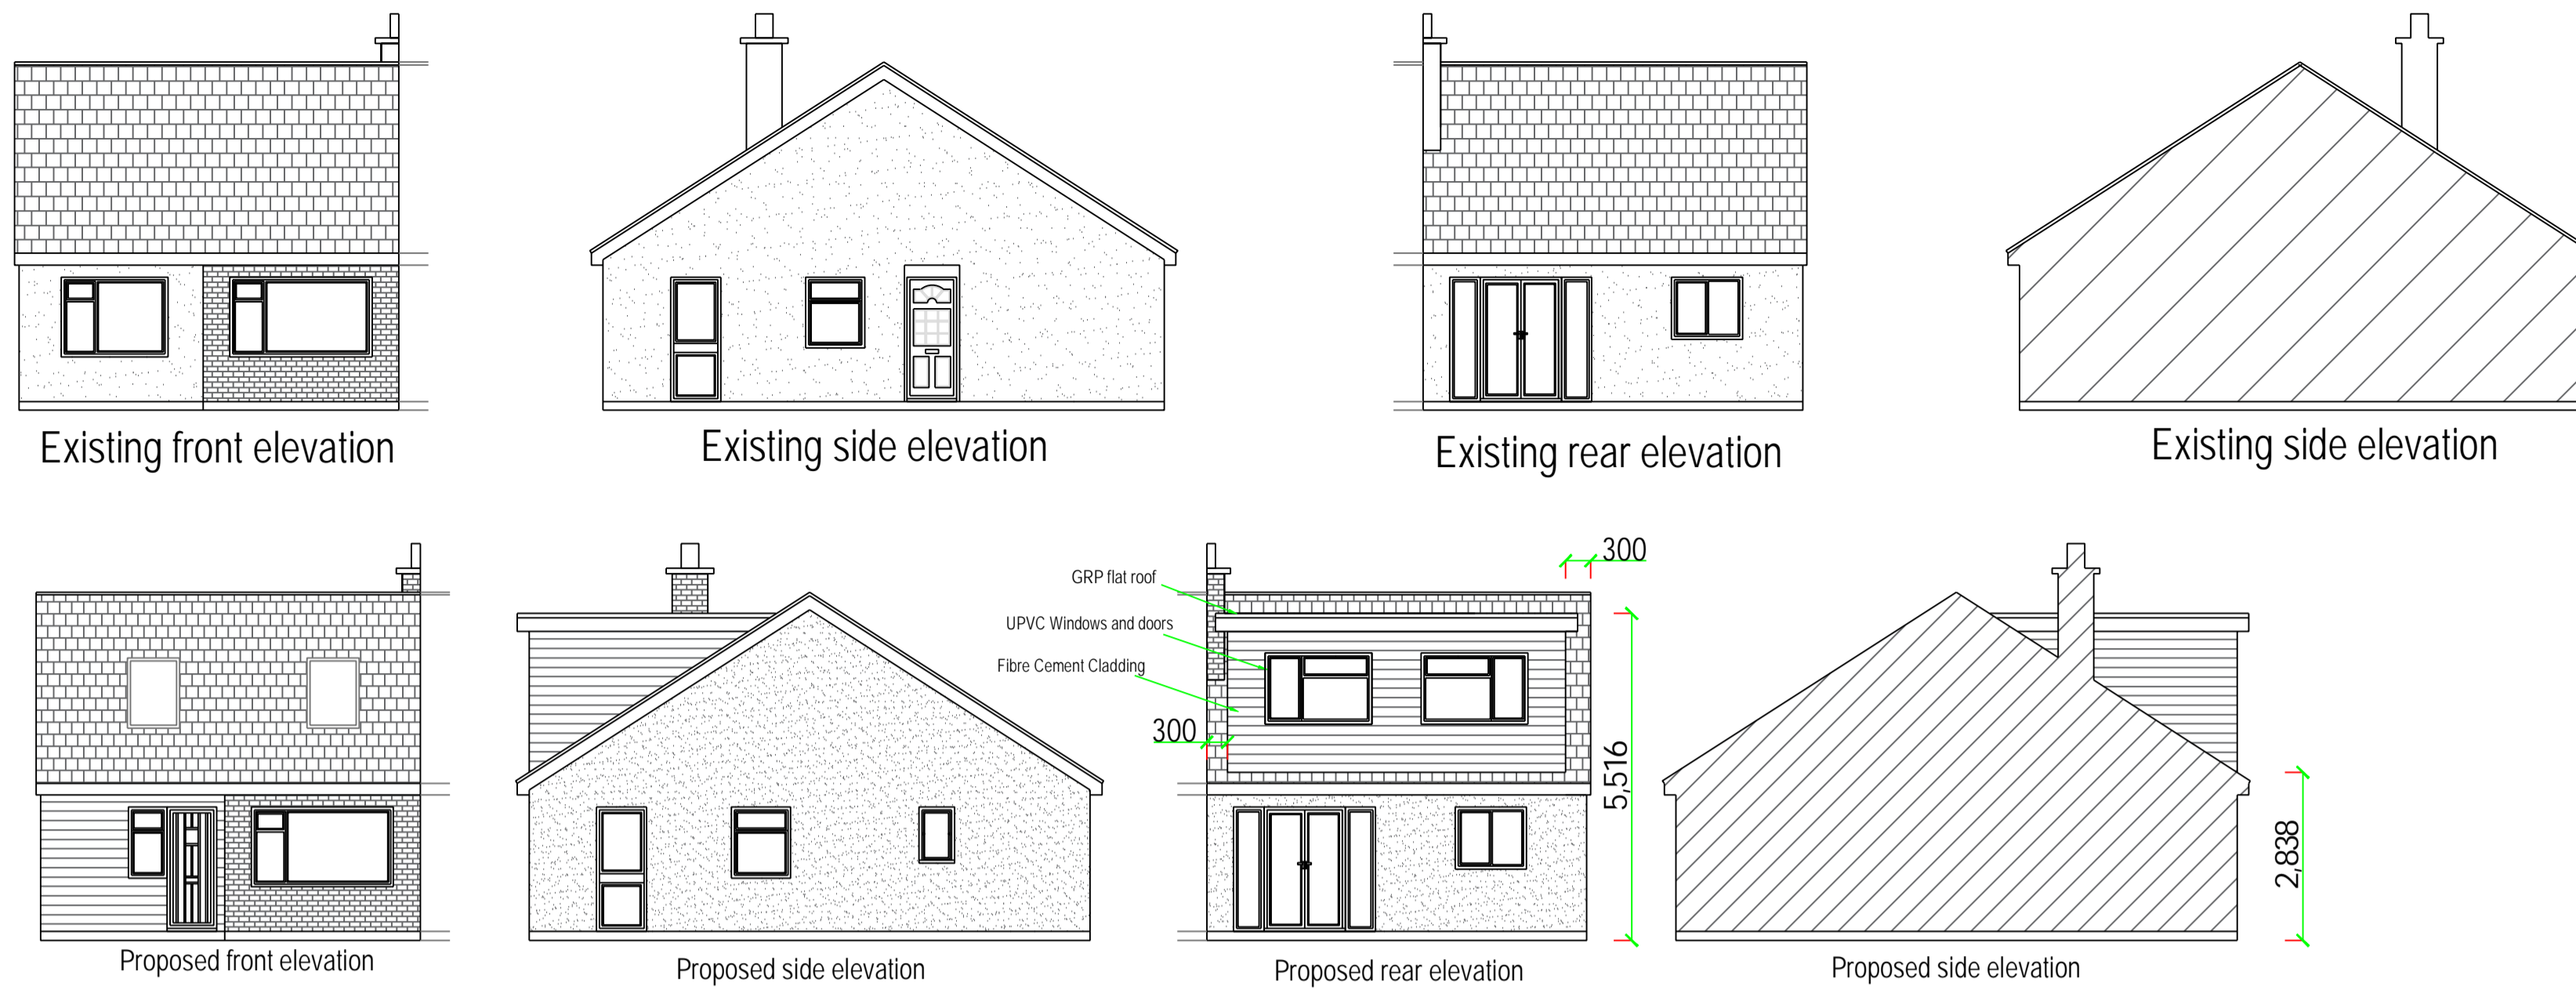 Existing front elevation
Existing side elevation
Existing rear elevation
Existing side elevation
300
GRP flat roof
UPVC Windows and doors
Fibre Cement Cladding
300
5,516
2,838
Proposed front elevation
Proposed side elevation
Proposed rear elevation
Proposed side elevation